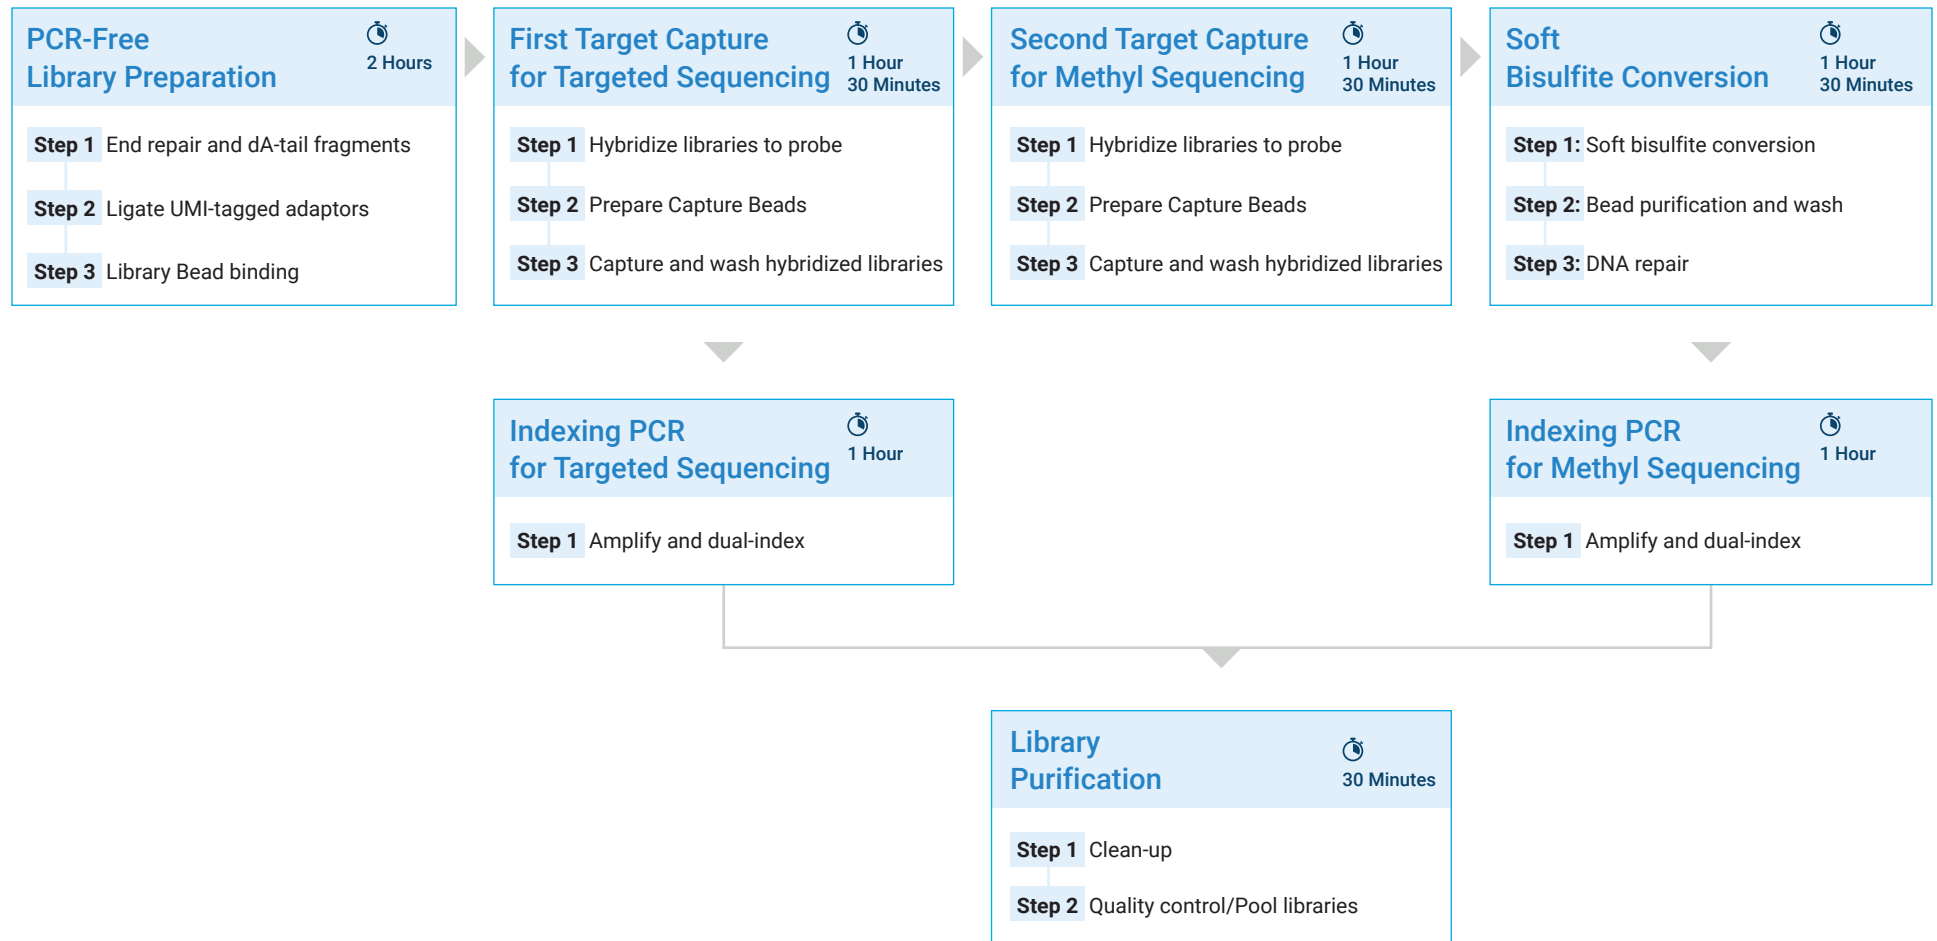 PCR-Free
Library Preparation
2 Hours
Step 1 End repair and dA-tail fragments
Step 2 Ligate UMI-tagged adaptors
Step 3 Library Bead binding
First Target Capture
for Targeted Sequencing
1 Hour
30 Minutes
Step 1 Hybridize libraries to probe
Step 2 Prepare Capture Beads
Step 3 Capture and wash hybridized libraries
Second Target Capture
for Methyl Sequencing
1 Hour
30 Minutes
Step 1 Hybridize libraries to probe
Step 2 Prepare Capture Beads
Step 3 Capture and wash hybridized libraries
Soft
Bisulfite Conversion
1 Hour
30 Minutes
Step 1: Soft bisulfite conversion
Step 2: Bead purification and wash
Step 3: DNA repair
Indexing PCR
for Targeted Sequencing
1 Hour
Step 1 Amplify and dual-index
Indexing PCR
for Methyl Sequencing
1 Hour
Step 1 Amplify and dual-index
Library
Purification
30 Minutes
Step 1 Clean-up
Step 2 Quality control/Pool libraries